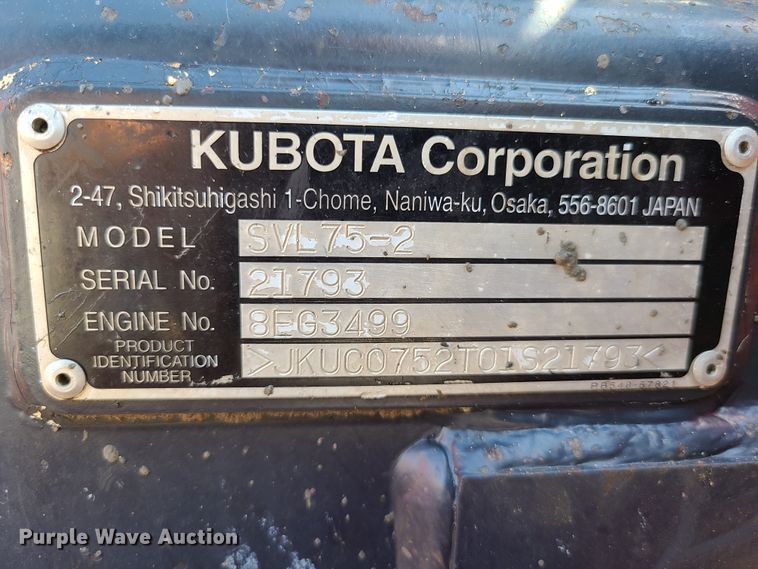 KUBOTA Corporation
2-47, Shikitsuhigashi 1-Chome, Naniwa-ku, Osaka, 556-8601 JAPAN
MODEL SVL75-2
SERIAL No. 21793
ENGINE No. 8EG3499
PRODUCT IDENTIFICATION NUMBER >JKUC0752T01S21793<
Purple Wave Auction